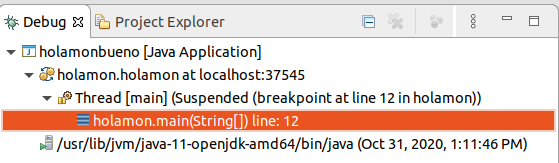 Debug Project Explorer
holamonbueno [Java Application]
holamon.holamon at localhost:37545
Thread [main] (Suspended (breakpoint at line 12 in holamon))
holamon.main(String[]) line: 12
/usr/lib/jvm/java-11-openjdk-amd64/bin/java (Oct 31, 2020, 1:11:46 PM)